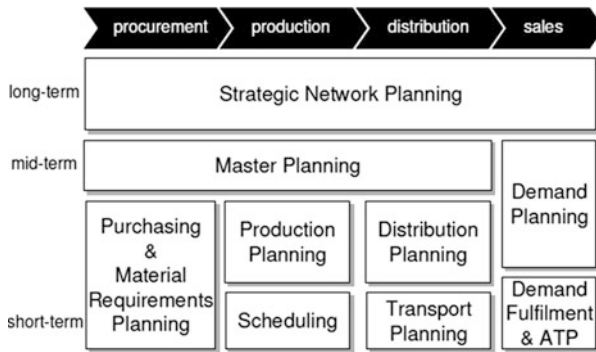 procurement
production
distribution
sales
long-term
Strategic Network Planning
mid-term
Master Planning
Demand
Planning
Purchasing
&
Material
Requirements
Planning
Production
Planning
Distribution
Planning
short-term
Scheduling
Transport
Planning
Demand
Fulfilment
& ATP